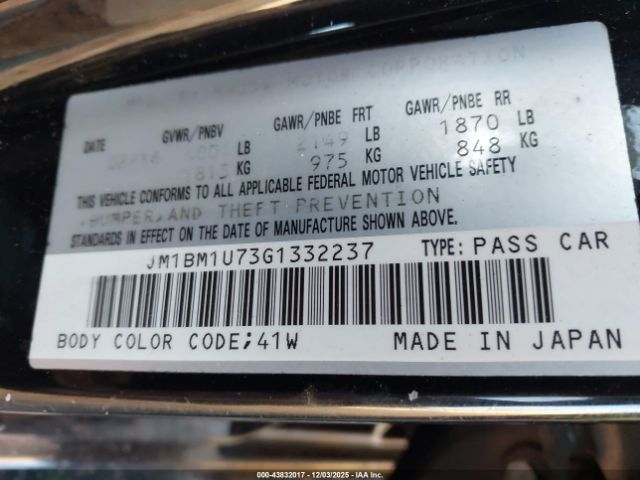 MOTOR CORPORATION
DATE GVWR/PNBV GAWR/PNBE FRT GAWR/PNBE RR
LB 2149 LB 1870 LB
KG 975 KG 848 KG
THIS VEHICLE CONFORMS TO ALL APPLICABLE FEDERAL MOTOR VEHICLE SAFETY
,BUMPER,AND THEFT PREVENTION
STANDARDS IN EFFECT ON THE DATE OF MANUFACTURE SHOWN ABOVE.
JM1BM1U73G1332237 TYPE: PASS CAR
BODY COLOR CODE;41W MADE IN JAPAN
000-43832017 - 12/03/2025 - IAA Inc.